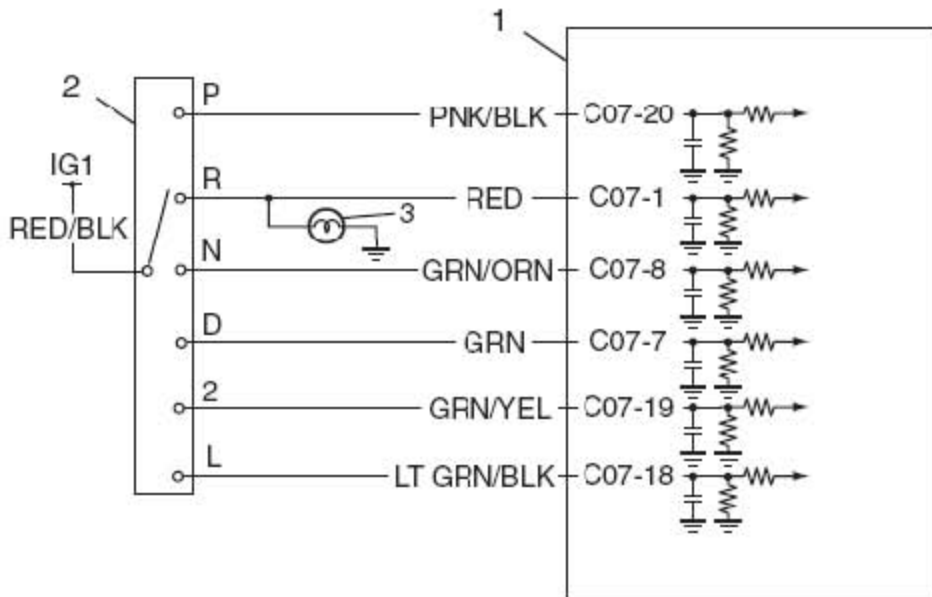 1
2
P
PNK/BLK
C07-20
IG1
R
RED
C07-1
3
RED/BLK
N
GRN/ORN
C07-8
D
GRN
C07-7
2
GRN/YEL
C07-19
L
LT GRN/BLK
C07-18